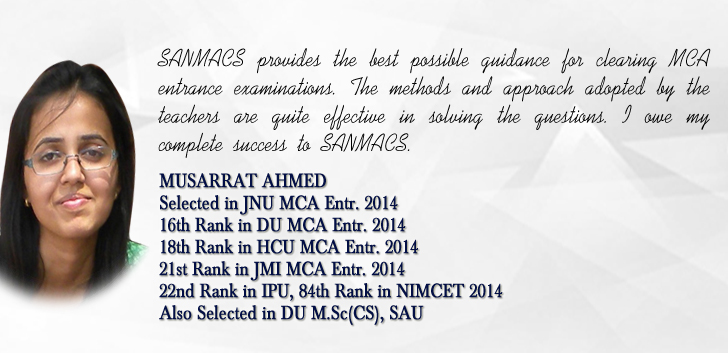 SANMACS provides the best possible guidance for clearing MCA
entrance examinations. The methods and approach adopted by the
teachers are quite effective in solving the questions. I owe my
complete success to SANMACS.
MUSARRAT AHMED
Selected in JNU MCA Entr. 2014
16th Rank in DU MCA Entr. 2014
18th Rank in HCU MCA Entr. 2014
21st Rank in JMI MCA Entr. 2014
22nd Rank in IPU, 84th Rank in NIMCET 2014
Also Selected in DU M.Sc(CS), SAU